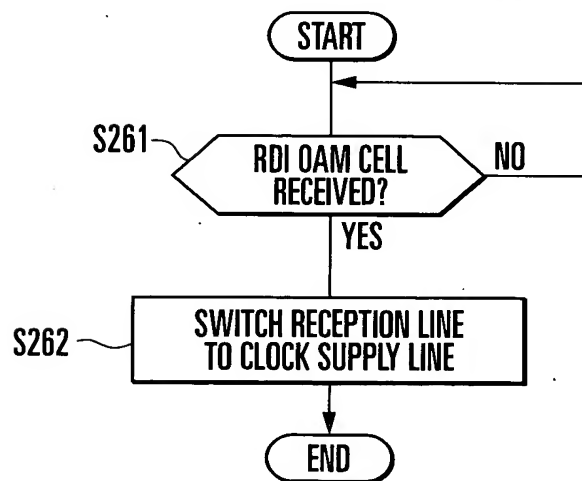 START
S261
RDI OAM CELL
RECEIVED?
NO
YES
S262
SWITCH RECEPTION LINE
TO CLOCK SUPPLY LINE
END